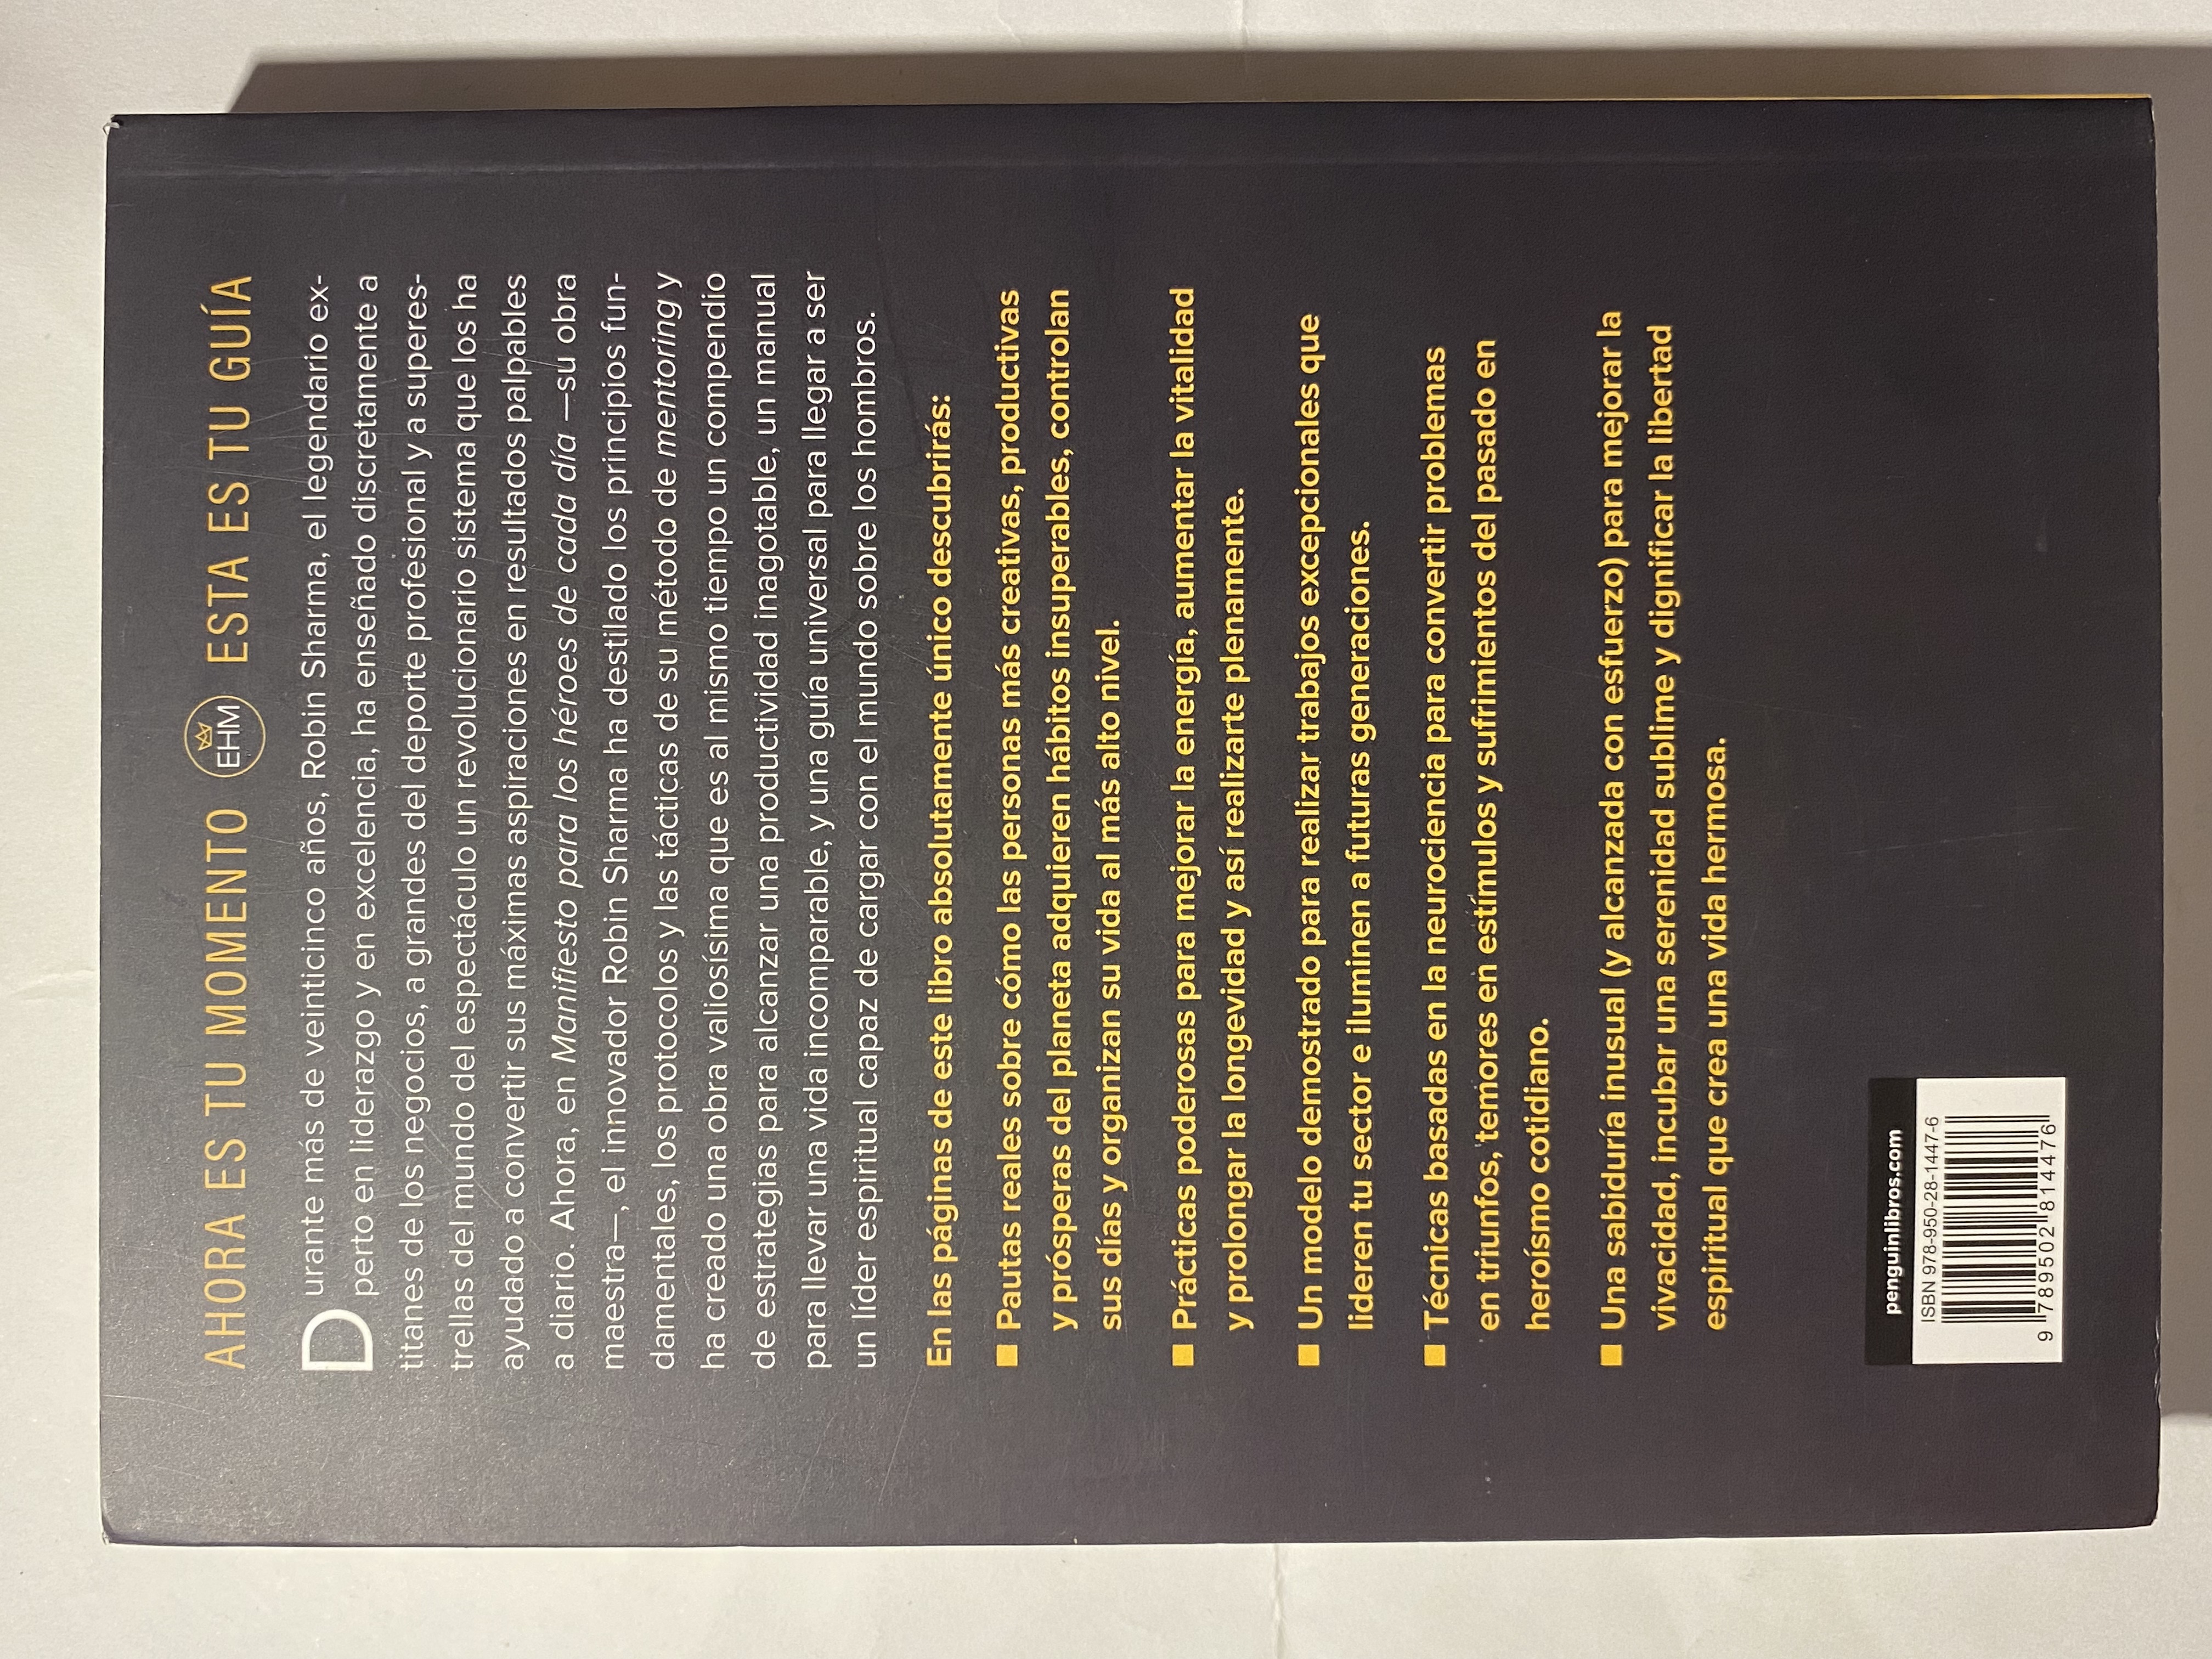 AHORA ES TU MOMENTO EHM ESTA ES TU GUÍA
Durante más de veinticinco años, Robin Sharma, el legendario ex-
perto en liderazgo y en excelencia, ha enseñado discretamente a
titanes de los negocios, a grandes del deporte profesional y a superes-
trellas del mundo del espectáculo un revolucionario sistema que los ha
ayudado a convertir sus máximas aspiraciones en resultados palpables
a diario. Ahora, en Manifiesto para los héroes de cada día —su obra
maestra—, el innovador Robin Sharma ha destilado los principios fun-
damentales, los protocolos y las tácticas de su método de mentoring y
ha creado una obra valiosísima que es al mismo tiempo un compendio
de estrategias para alcanzar una productividad inagotable, un manual
para llevar una vida incomparable, y una guía universal para llegar a ser
un líder espiritual capaz de cargar con el mundo sobre los hombros.
En las páginas de este libro absolutamente único descubrirás:
■ Pautas reales sobre cómo las personas más creativas, productivas
y prósperas del planeta adquieren hábitos insuperables, controlan
sus días y organizan su vida al más alto nivel.
■ Prácticas poderosas para mejorar la energía, aumentar la vitalidad
y prolongar la longevidad y así realizarte plenamente.
■ Un modelo demostrado para realizar trabajos excepcionales que
lideren tu sector e iluminen a futuras generaciones.
■ Técnicas basadas en la neurociencia para convertir problemas
en triunfos, temores en estímulos y sufrimientos del pasado en
heroísmo cotidiano.
■ Una sabiduría inusual (y alcanzada con esfuerzo) para mejorar la
vivacidad, incubar una serenidad sublime y dignificar la libertad
espiritual que crea una vida hermosa.
penguinlibros.com
ISBN 978-950-28-1447-6
9 789502 814476